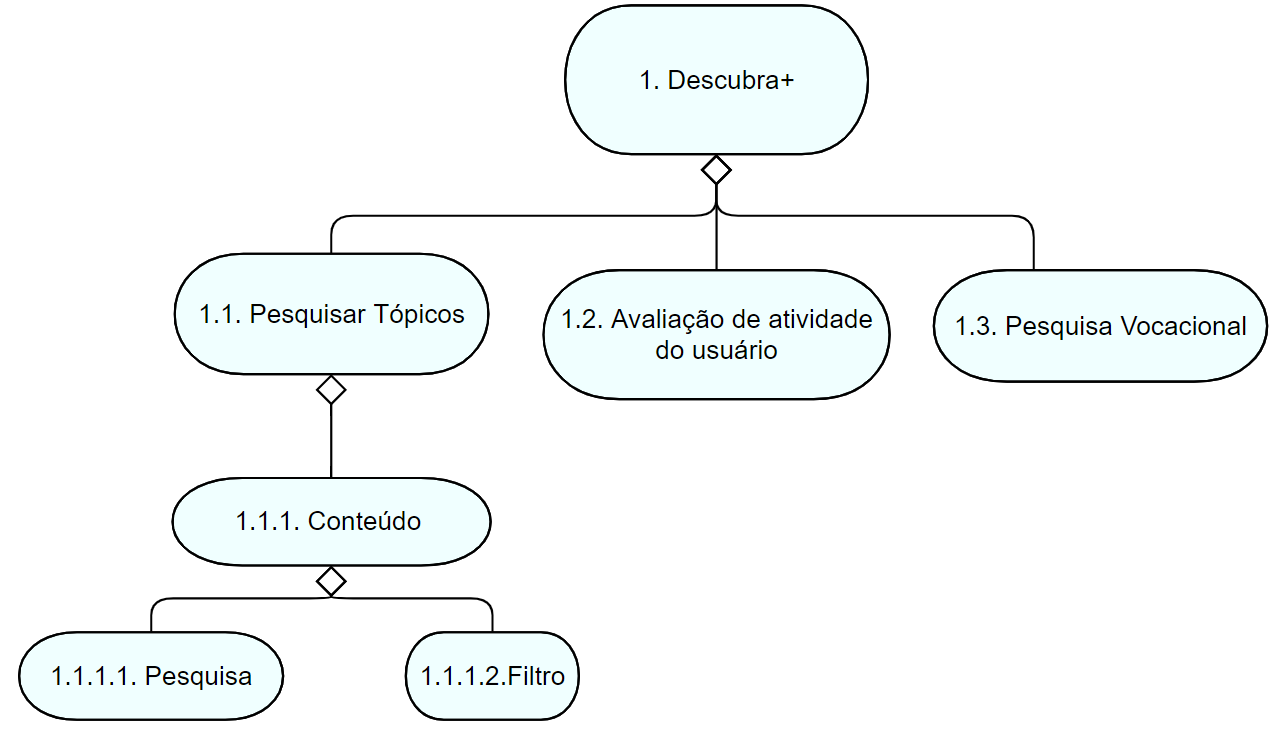 1. Descubra+
1.1. Pesquisar Tópicos
1.2. Avaliação de atividade
do usuário
1.3. Pesquisa Vocacional
1.1.1. Conteúdo
1.1.1.1. Pesquisa
1.1.1.2.Filtro